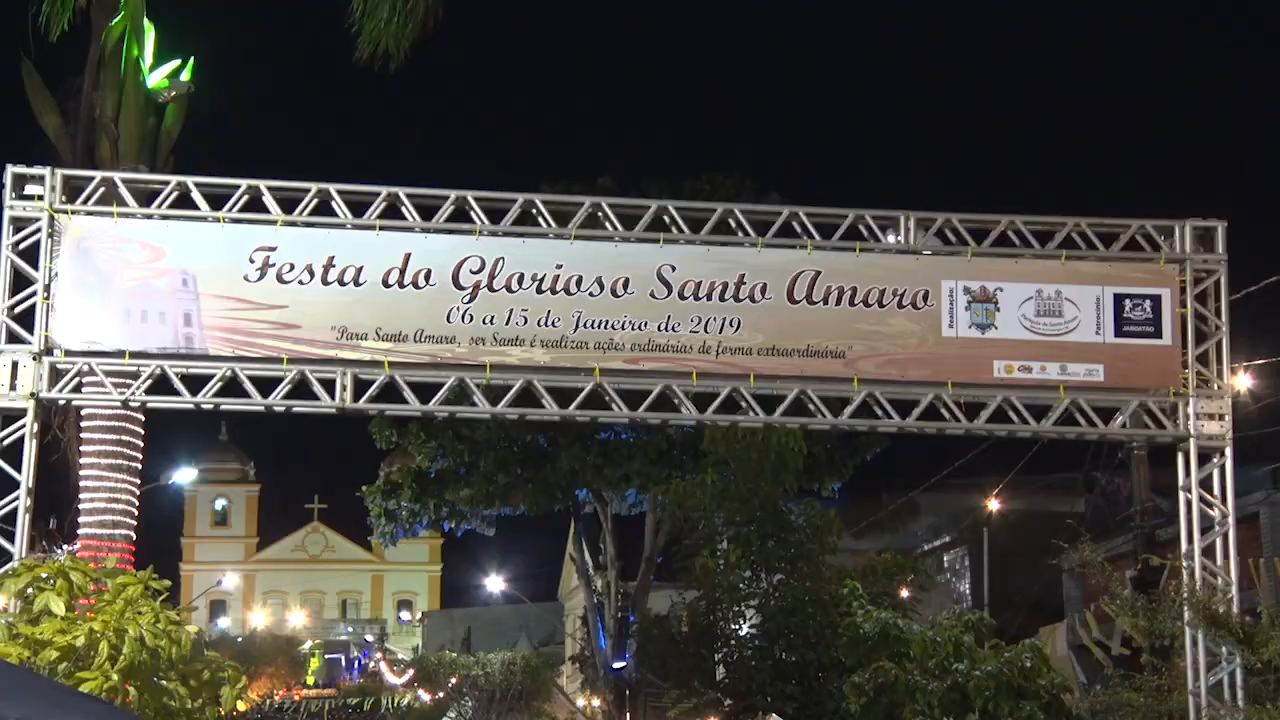 Festa do Glorioso Santo Amaro
06 a 15 de Janeiro de 2019
"Para Santo Amaro, ser Santo é realizar ações ordinárias de forma extraordinária"
Realização:
Patrocínio:
JABOATÃO